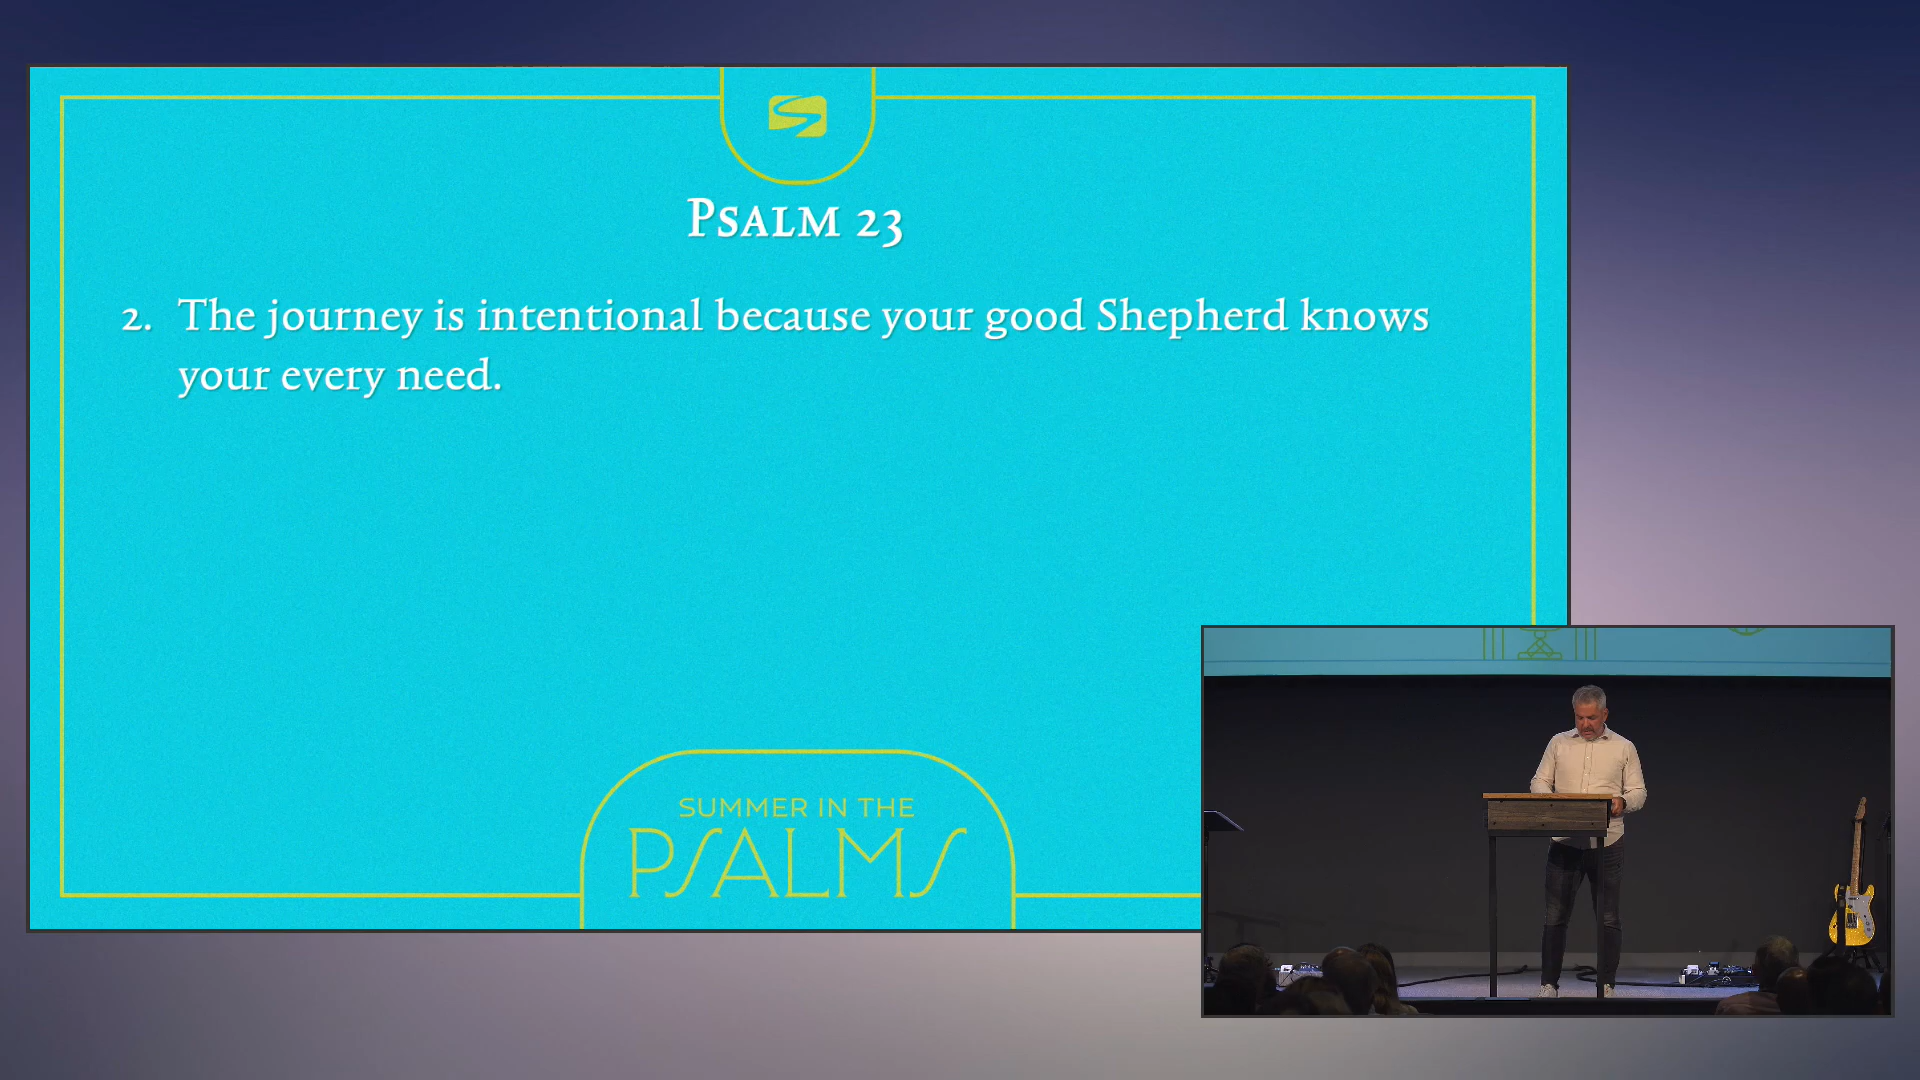 Psalm 23
2. The journey is intentional because your good Shepherd knows
your every need.
SUMMER IN THE
PSALMS